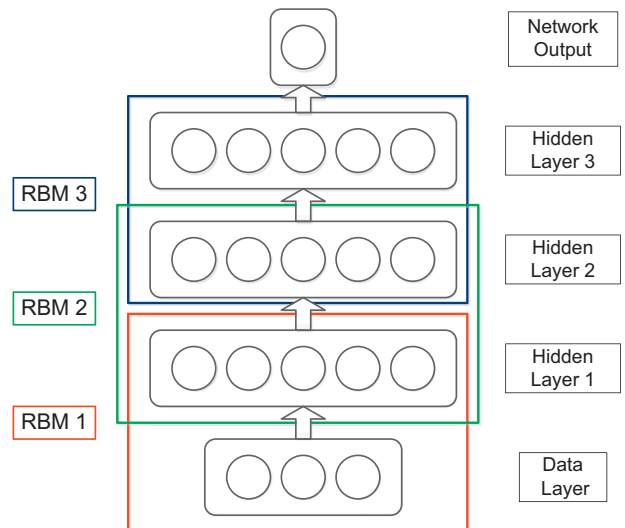 Network
Output
Hidden
Layer 3
RBM 3
Hidden
Layer 2
RBM 2
Hidden
Layer 1
RBM 1
Data
Layer